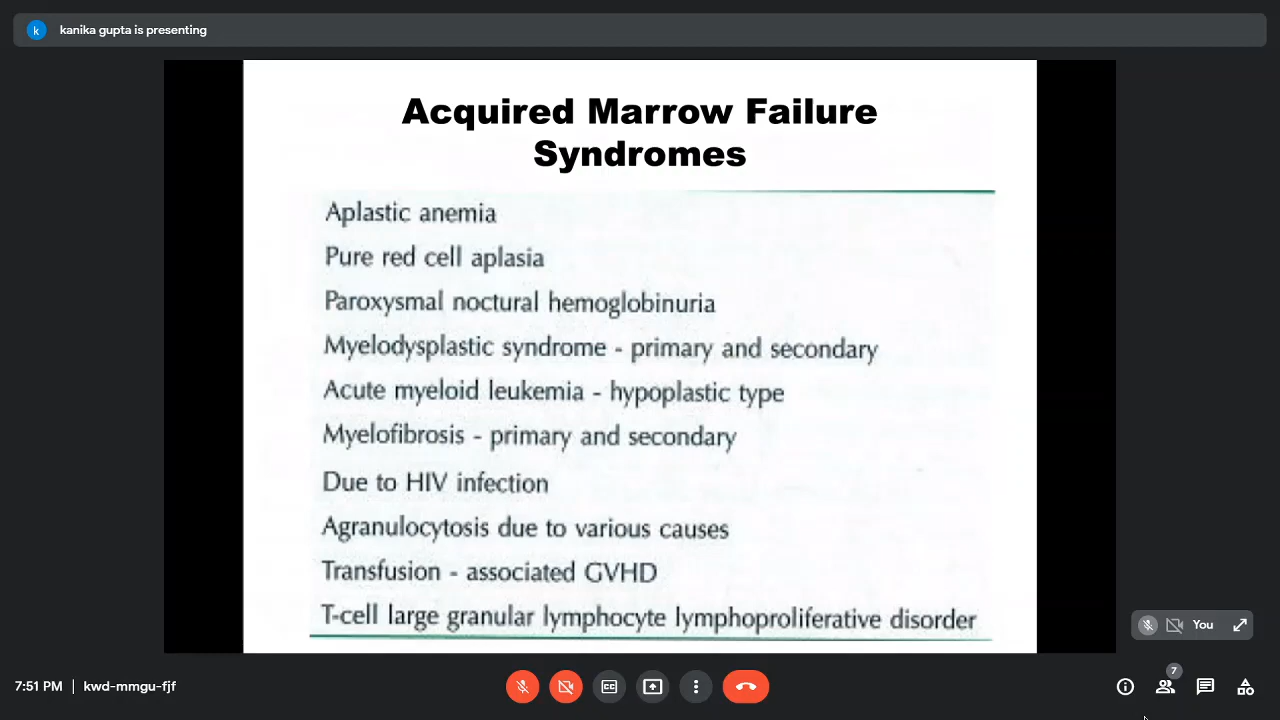 k
kanika gupta is presenting
Acquired Marrow Failure
Syndromes
Aplastic anemia
Pure red cell aplasia
Paroxysmal noctural hemoglobinuria
Myelodysplastic syndrome - primary and secondary
Acute myeloid leukemia - hypoplastic type
Myelofibrosis - primary and secondary
Due to HIV infection
Agranulocytosis due to various causes
Transfusion - associated GVHD
T-cell large granular lymphocyte lymphoproliferative disorder
You
7:51 PM | kwd-mmgu-fjf
CC
7